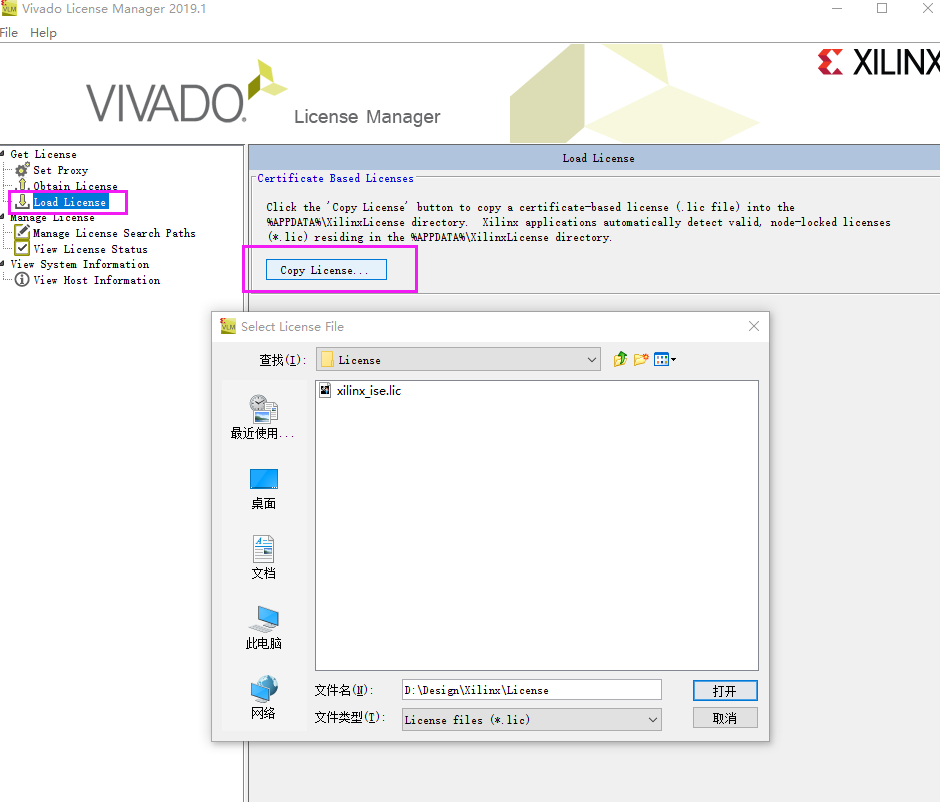 Vivado License Manager 2019.1
File Help
VIVADO.
License Manager
XILINX
Get License
Set Proxy
Obtain License
Load License
Manage License
Manage License Search Paths
View License Status
View System Information
View Host Information
Load License
Certificate Based Licenses
Click the 'Copy License' button to copy a certificate-based license (.lic file) into the
%APPDATA%\XilinxLicense directory. Xilinx applications automatically detect valid, node-locked licenses
(*.lic) residing in the %APPDATA%\XilinxLicense directory.
Copy License...
VLM Select License File
查找(I): License
xilinx_ise.lic
最近使用...
桌面
文档
此电脑
网络
文件名(N): D:\Design\Xilinx\License 打开
文件类型(T): License files (*.lic) 取消